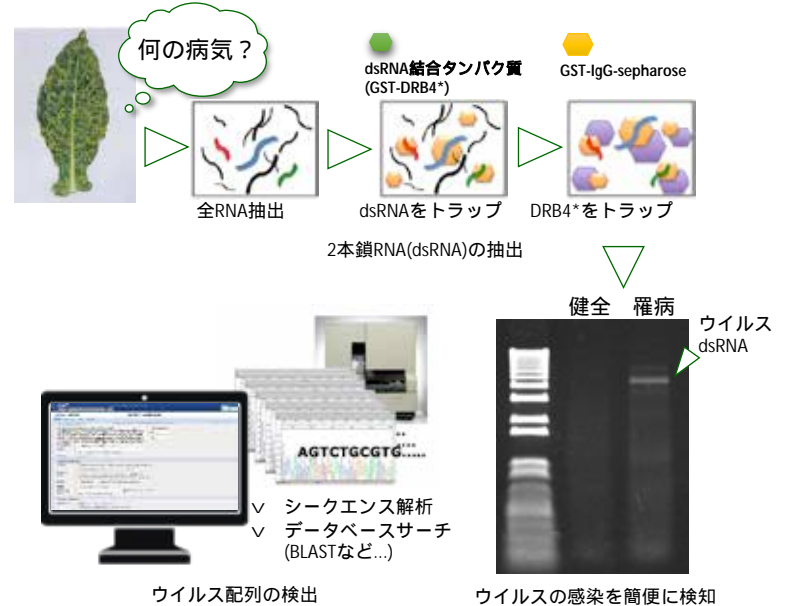 何の病気？
dsRNA結合タンパク質
(GST-DRB4*)
GST-IgG-sepharose
全RNA抽出
dsRNAをトラップ
DRB4*をトラップ
2本鎖RNA(dsRNA)の抽出
健全 罹病
ウイルス
dsRNA
AGTCTGCGTG.....
v シークエンス解析
v データベースサーチ
(BLASTなど...)
ウイルス配列の検出
ウイルスの感染を簡便に検知